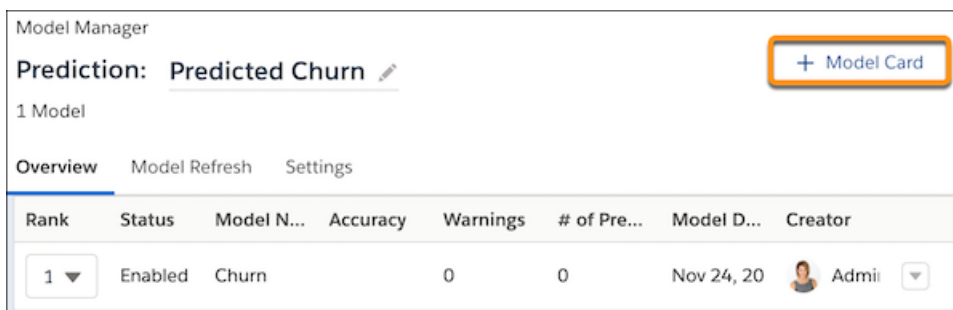 Model Manager
Prediction: Predicted Churn
+ Model Card
1 Model
Overview Model Refresh Settings
Rank Status Model N... Accuracy Warnings # of Pre... Model D... Creator
1 Enabled Churn 0 0 Nov 24, 20 Admi